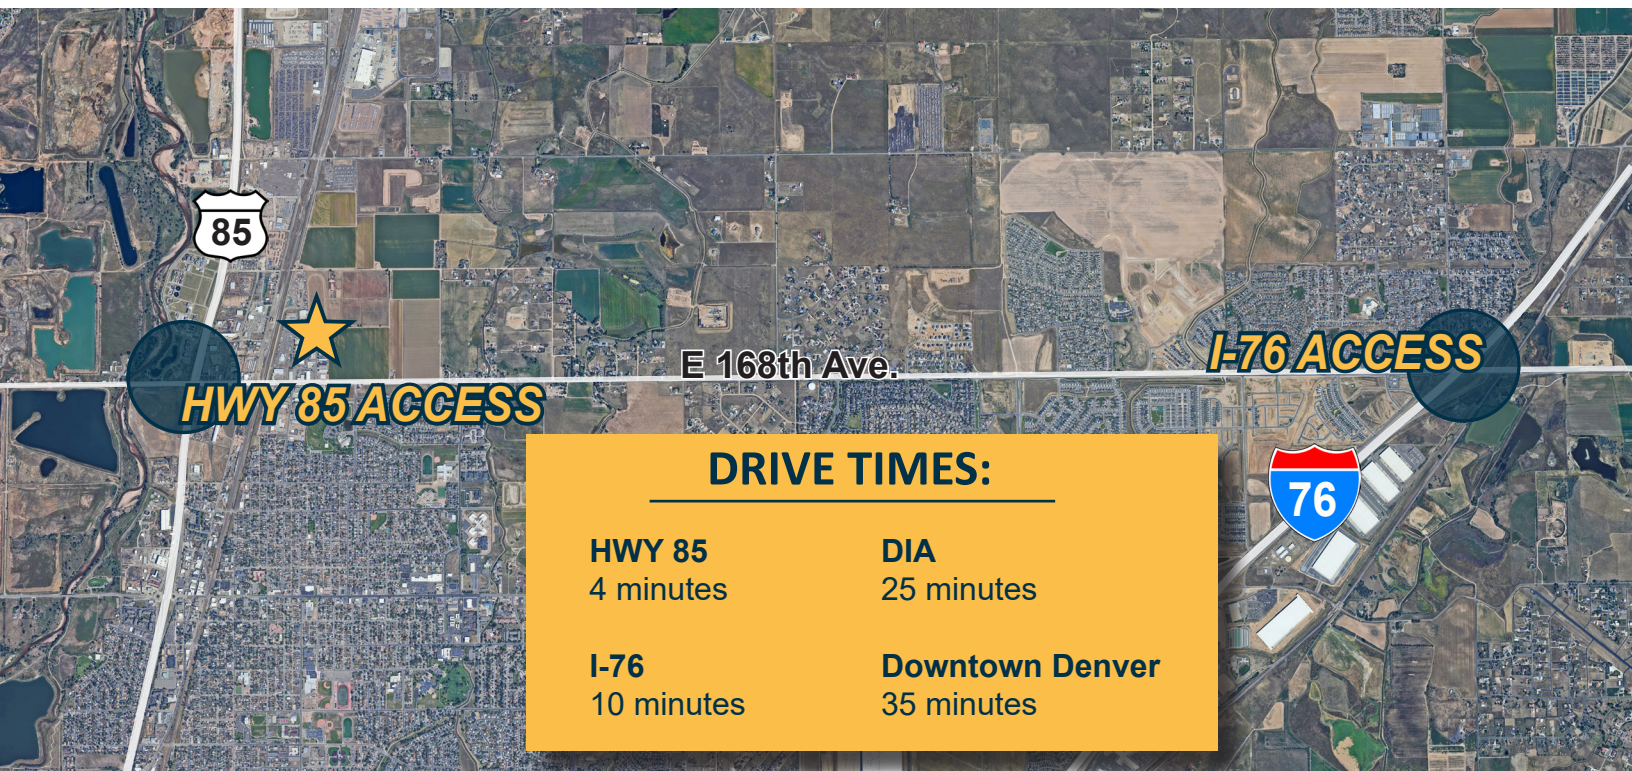 85
E 168th Ave.
I-76 ACCESS
HWY 85 ACCESS
DRIVE TIMES:
HWY 85
4 minutes
DIA
25 minutes
I-76
10 minutes
Downtown Denver
35 minutes
76